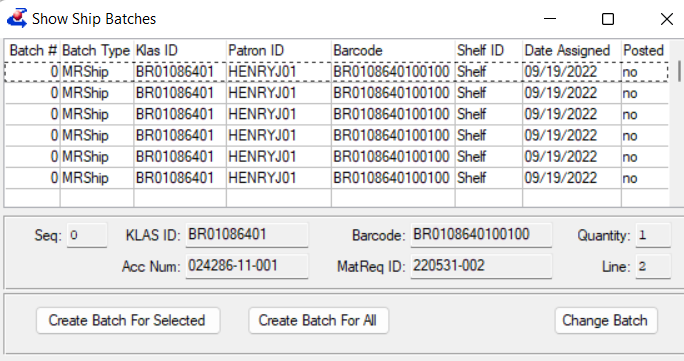 Show Ship Batches
Batch # Batch Type Klas ID Patron ID Barcode Shelf ID Date Assigned Posted
0 MRShip BR01086401 HENRYJ01 BR0108640100100 Shelf 09/19/2022 no
0 MRShip BR01086401 HENRYJ01 BR0108640100100 Shelf 09/19/2022 no
0 MRShip BR01086401 HENRYJ01 BR0108640100100 Shelf 09/19/2022 no
0 MRShip BR01086401 HENRYJ01 BR0108640100100 Shelf 09/19/2022 no
0 MRShip BR01086401 HENRYJ01 BR0108640100100 Shelf 09/19/2022 no
0 MRShip BR01086401 HENRYJ01 BR0108640100100 Shelf 09/19/2022 no
Seq: 0 KLAS ID: BR01086401 Barcode: BR0108640100100 Quantity: 1
Acc Num: 024286-11-001 MatReq ID: 220531-002 Line: 2
Create Batch For Selected Create Batch For All Change Batch